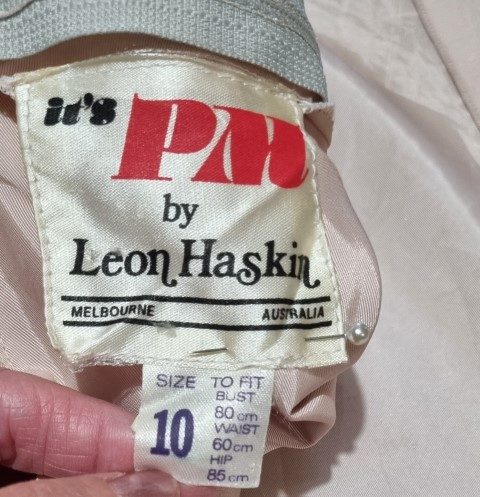 it's PM
by
Leon Haskin
MELBOURNE AUSTRALIA
SIZE
10
TO FIT
BUST
80 cm
WAIST
60 cm
HIP
85 cm